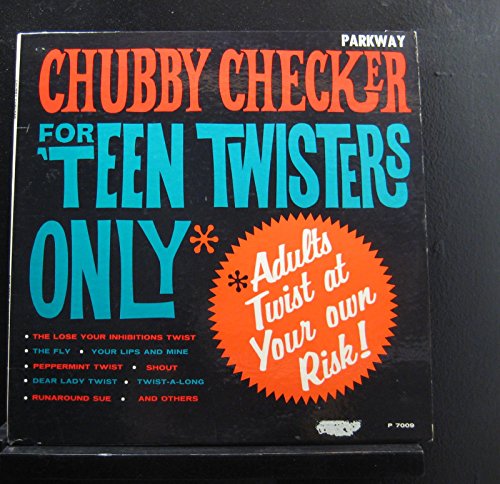 PARKWAY
CHUBBY CHECKER
FOR
'TEEN TWISTERS
ONLY*
*Adults
Twist at
Your own
Risk!
• THE LOSE YOUR INHIBITIONS TWIST
• THE FLY • YOUR LIPS AND MINE
• PEPPERMINT TWIST • SHOUT
• DEAR LADY TWIST • TWIST-A-LONG
• RUNAROUND SUE • AND OTHERS
P 7009